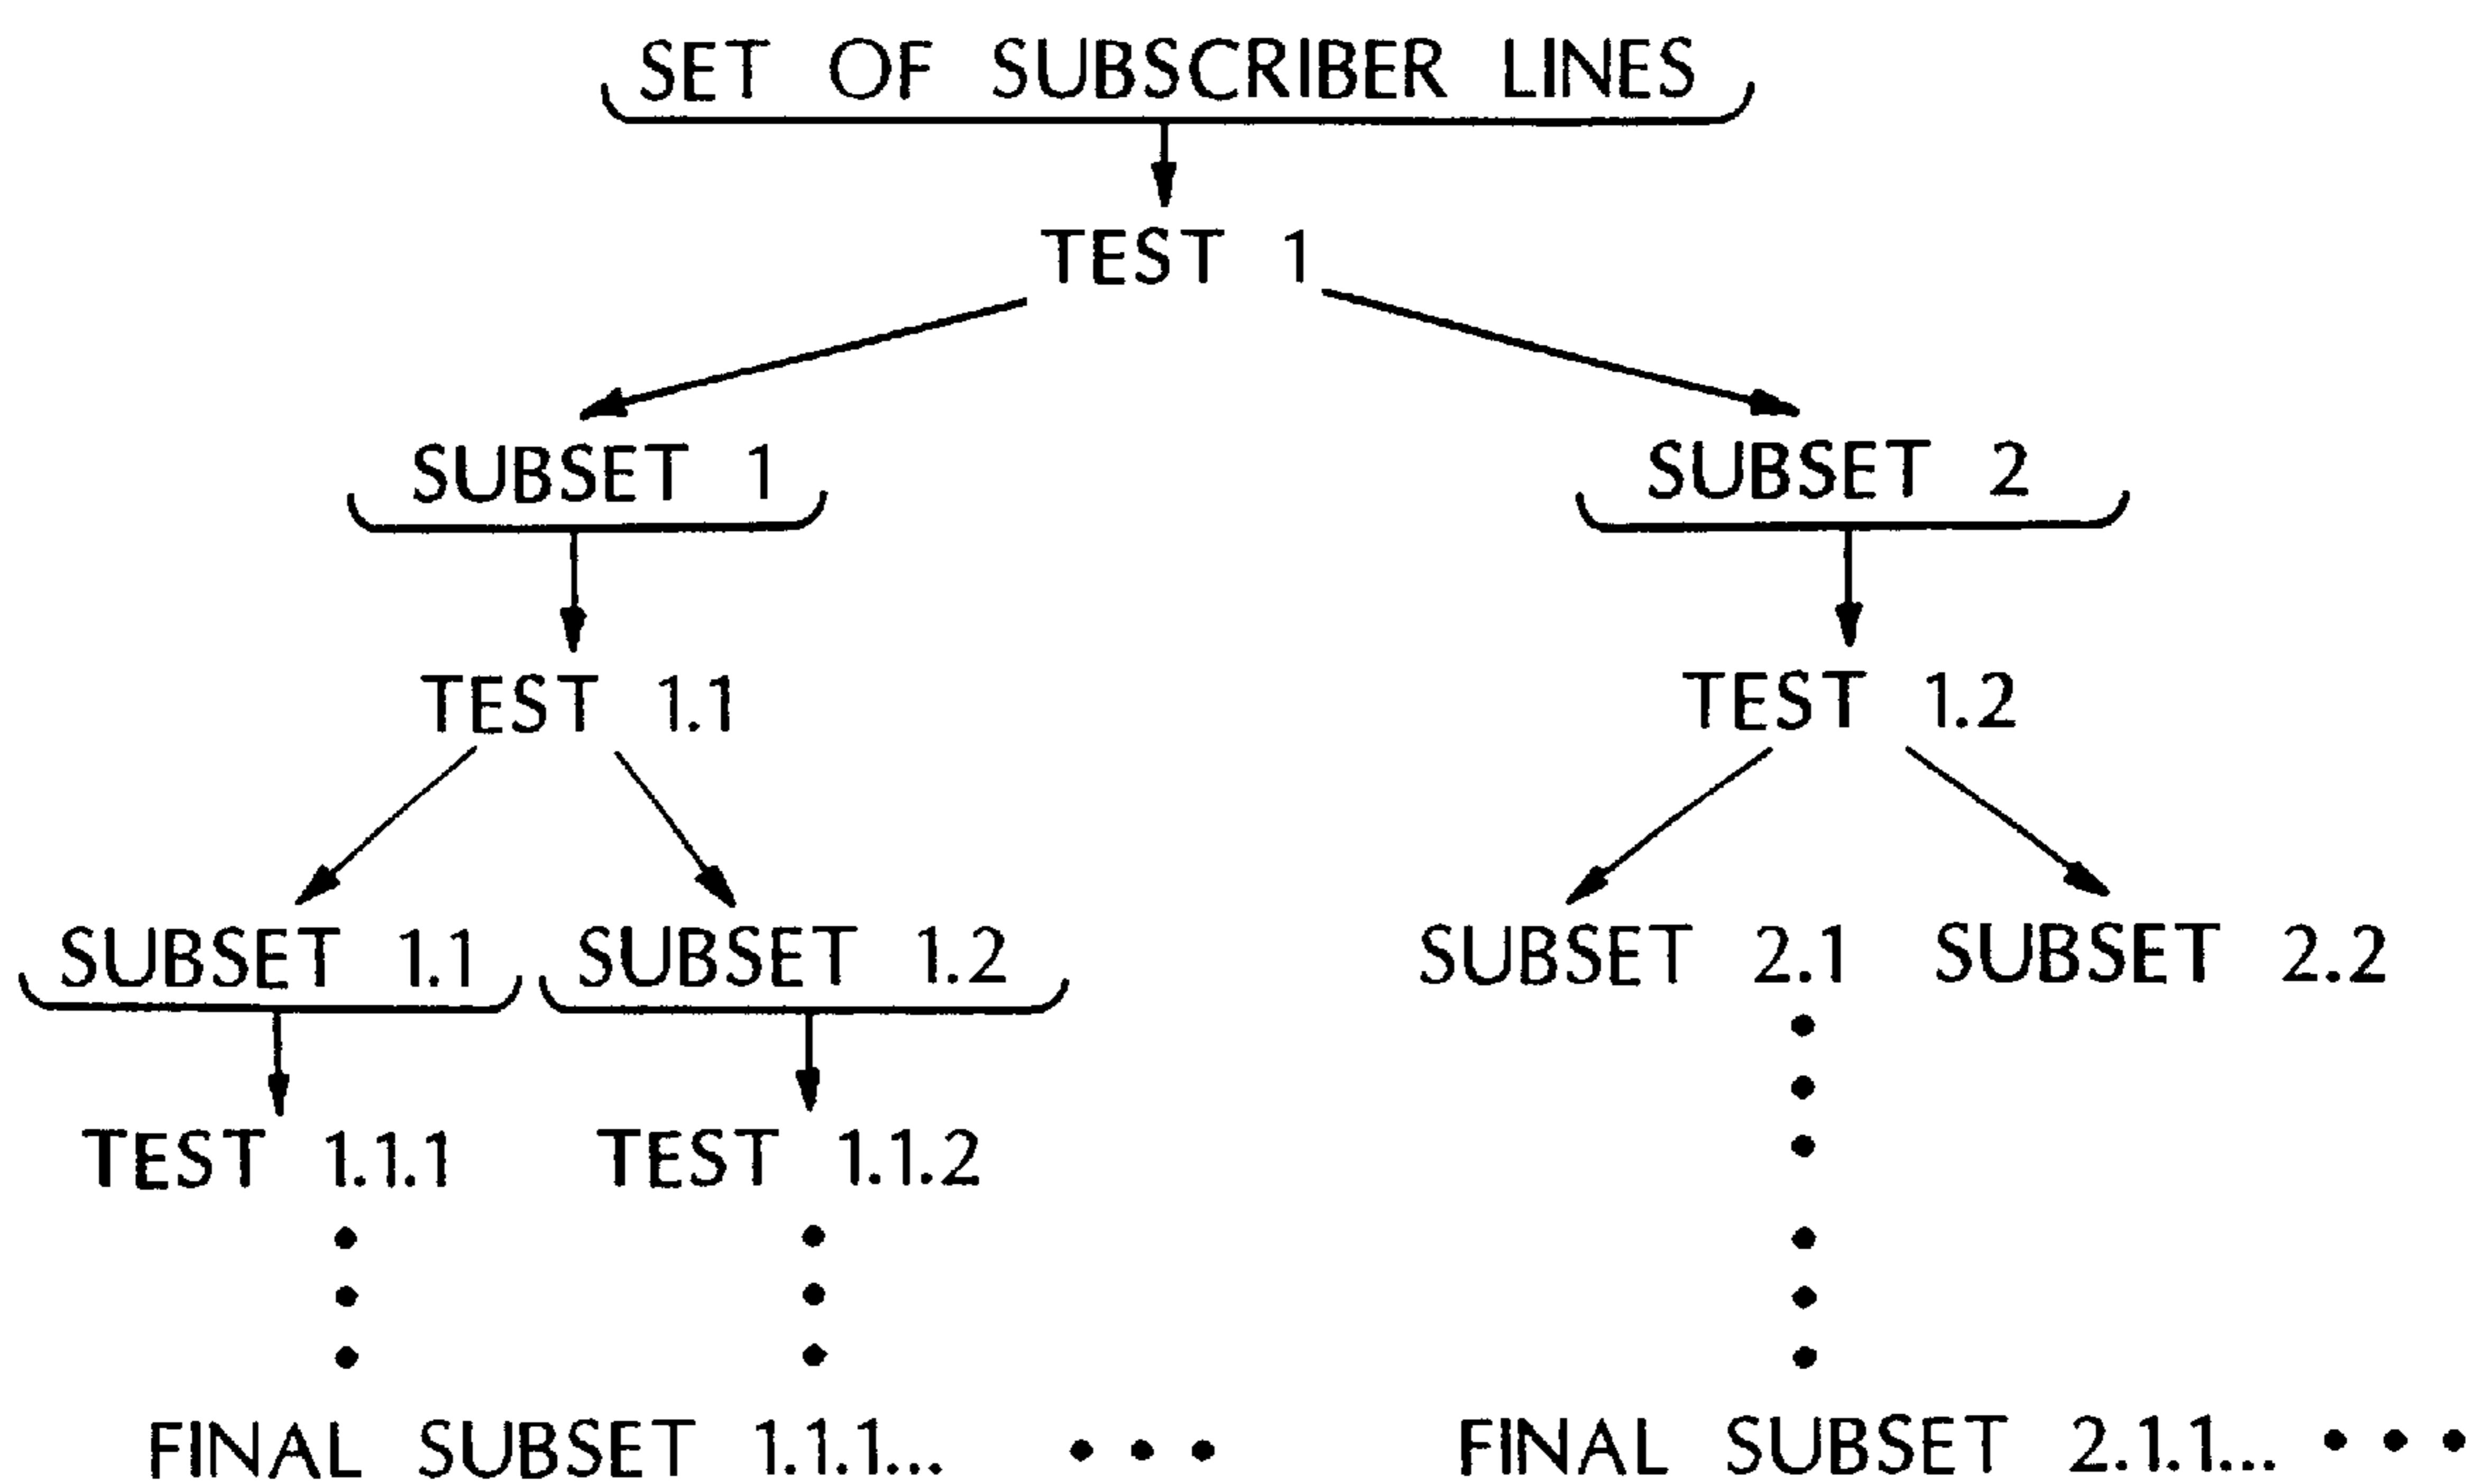 SET OF SUBSCRIBER LINES
TEST 1
SUBSET 1 SUBSET 2
TEST 1.1 TEST 1.2
SUBSET 1.1 SUBSET 1.2 SUBSET 2.1 SUBSET 2.2
TEST 1.1.1 TEST 1.1.2
FINAL SUBSET 1.1.1... • • • FINAL SUBSET 2.1.1... • • •